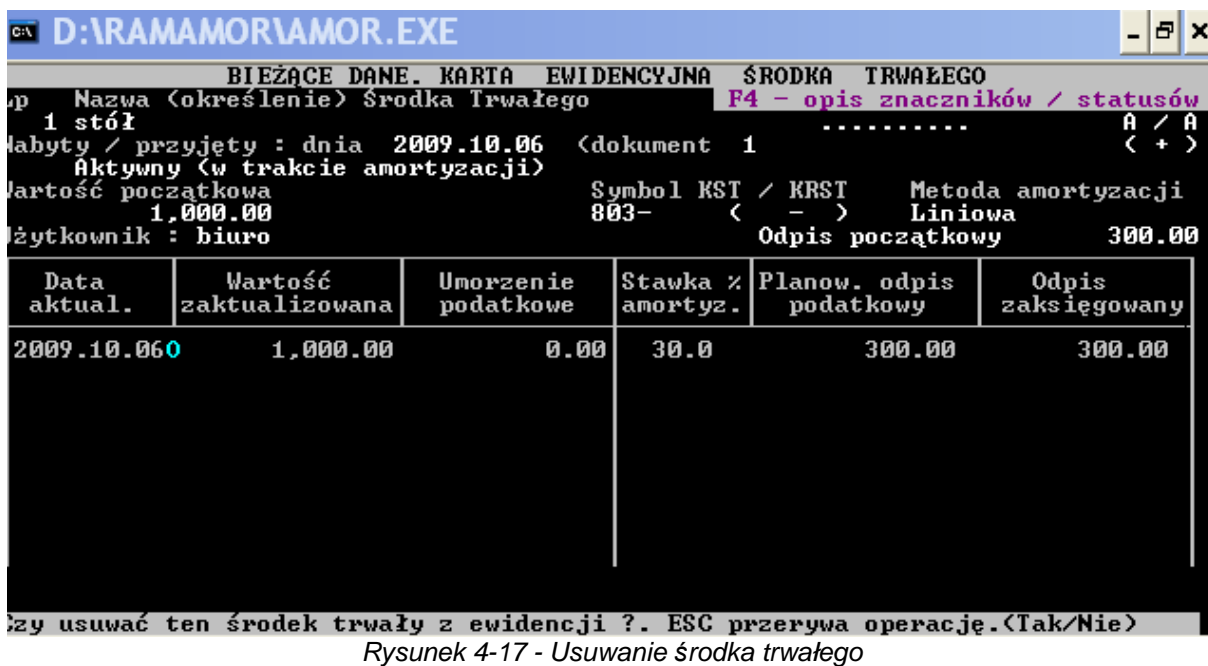 D:\RAMAMOR\AMOR.EXE
BIEŻĄCE DANE. KARTA EWIDENCYJNA ŚRODKA TRWAŁEGO
Lp Nazwa (określenie) Środka Trwałego F4 - opis znaczników / statusów
1 stół .......... A / A
Nabyty / przyjęty : dnia 2009.10.06 (dokument 1 ( + )
Aktywny (w trakcie amortyzacji)
Wartość początkowa Symbol KST / KRST Metoda amortyzacji
1,000.00 803- ( - ) Liniowa
Użytkownik : biuro Odpis początkowy 300.00
Data Wartość Umorzenie Stawka % Planow. odpis Odpis
aktual. zaktualizowana podatkowe amortyz. podatkowy zaksięgowany
2009.10.06O 1,000.00 0.00 30.0 300.00 300.00
Czy usuwać ten środek trwały z ewidencji ?. ESC przerywa operację.(Tak/Nie)
Rysunek 4-17 - Usuwanie środka trwałego